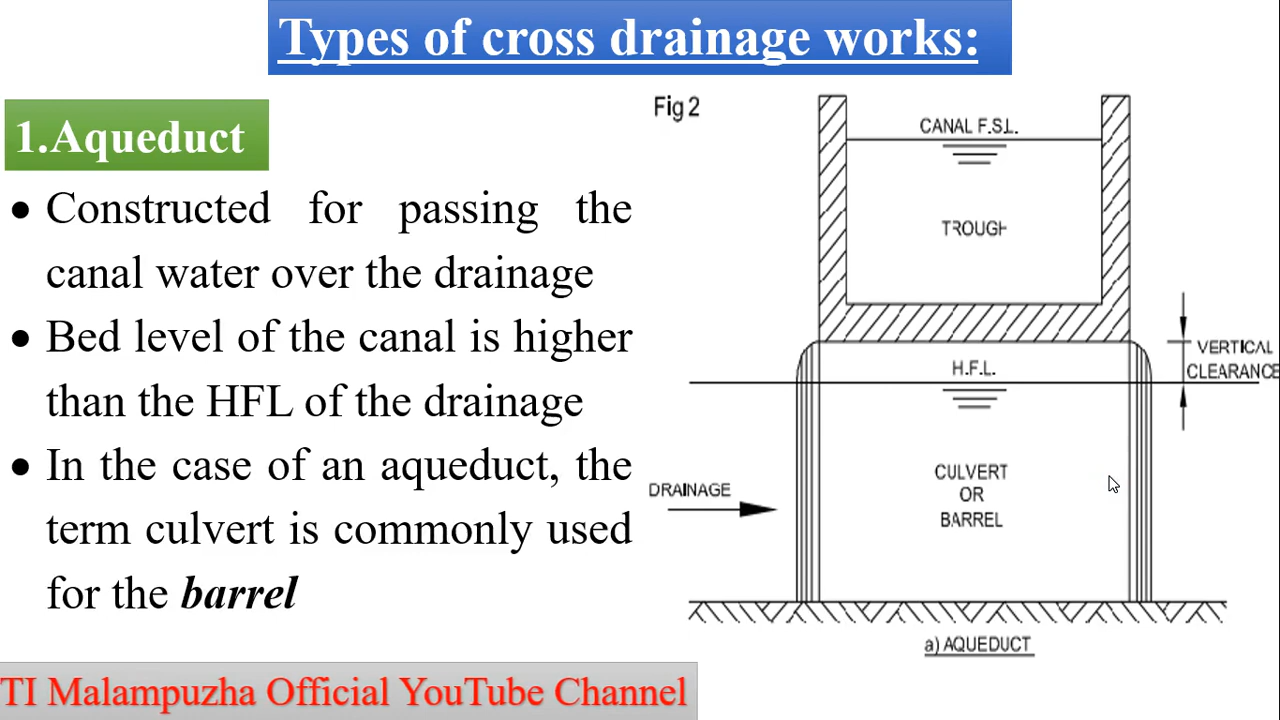 Types of cross drainage works:
1.Aqueduct
• Constructed for passing the
canal water over the drainage
• Bed level of the canal is higher
than the HFL of the drainage
• In the case of an aqueduct, the
term culvert is commonly used
for the barrel
TI Malampuzha Official YouTube Channel
Fig 2
CANAL F.S.L.
TROUGH
VERTICAL
CLEARANCE
H.F.L.
DRAINAGE
CULVERT
OR
BARREL
a) AQUEDUCT